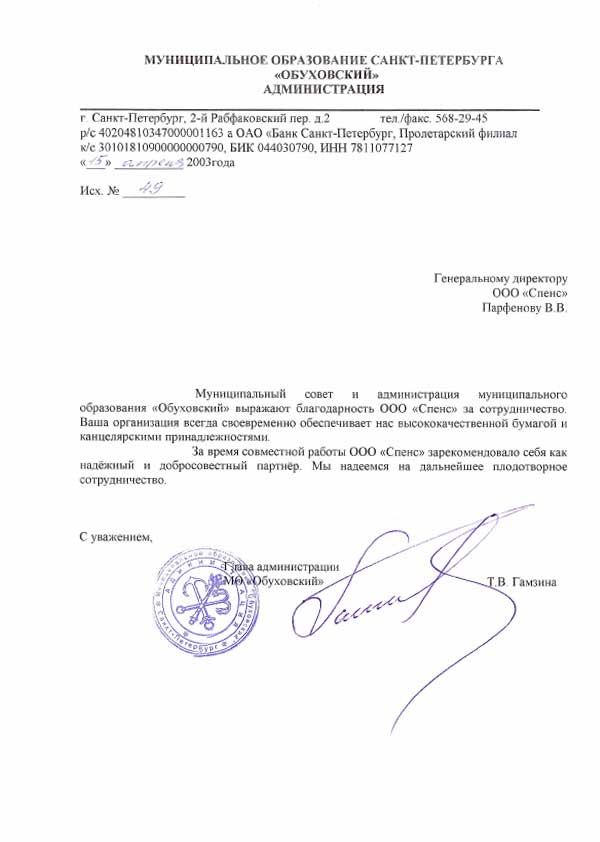 МУНИЦИПАЛЬНОЕ ОБРАЗОВАНИЕ САНКТ-ПЕТЕРБУРГА
«ОБУХОВСКИЙ»
АДМИНИСТРАЦИЯ
г. Санкт-Петербург, 2-й Рабфаковский пер. д.2 тел./факс. 568-29-45
р/с 40204810347000001163 а ОАО «Банк Санкт-Петербург, Пролетарский филиал
к/с 30101810900000000790, БИК 044030790, ИНН 7811077127
«15» апреля 2003года
Исх. № 49
Генеральному директору
ООО «Спенс»
Парфенову В.В.
Муниципальный совет и администрация муниципального
образования «Обуховский» выражают благодарность ООО «Спенс» за сотрудничество.
Ваша организация всегда своевременно обеспечивает нас высококачественной бумагой и
канцелярскими принадлежностями.
За время совместной работы ООО «Спенс» зарекомендовало себя как
надёжный и добросовестный партнёр. Мы надеемся на дальнейшее плодотворное
сотрудничество.
С уважением,
Глава администрации
МО «Обуховский» Т.В. Гамзина
АДМИНИСТРАЦИЯ
Санкт-Петербург